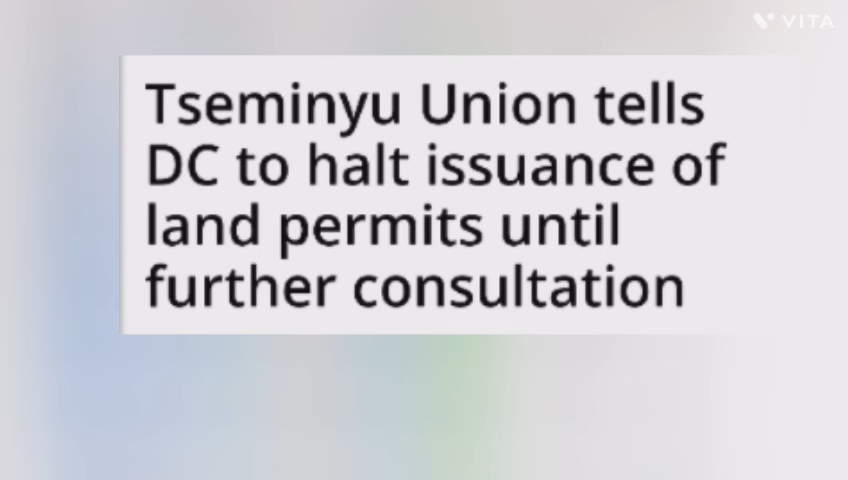 VITA
Tseminyu Union tells
DC to halt issuance of
land permits until
further consultation